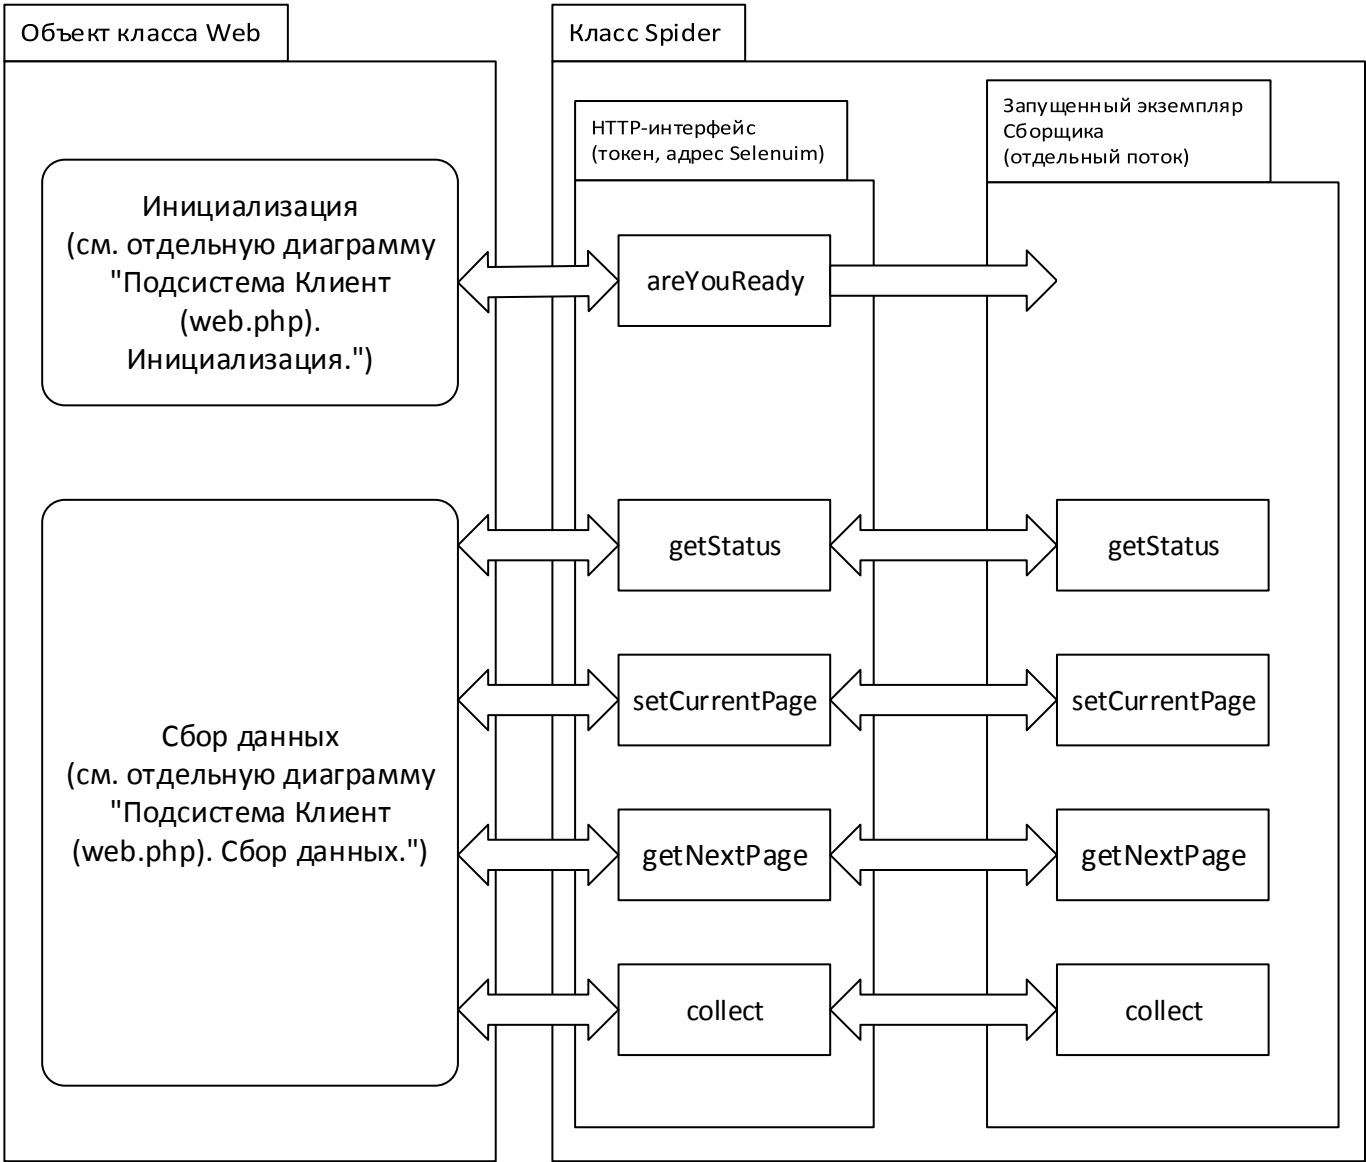 Объект класса Web
Класс Spider
HTTP-интерфейс
(токен, адрес Selenuim)
Запущенный экземпляр
Сборщика
(отдельный поток)
Инициализация
(см. отдельную диаграмму
"Подсистема Клиент
(web.php).
Инициализация.")
areYouReady
Сбор данных
(см. отдельную диаграмму
"Подсистема Клиент
(web.php). Сбор данных.")
getStatus
getStatus
setCurrentPage
setCurrentPage
getNextPage
getNextPage
collect
collect